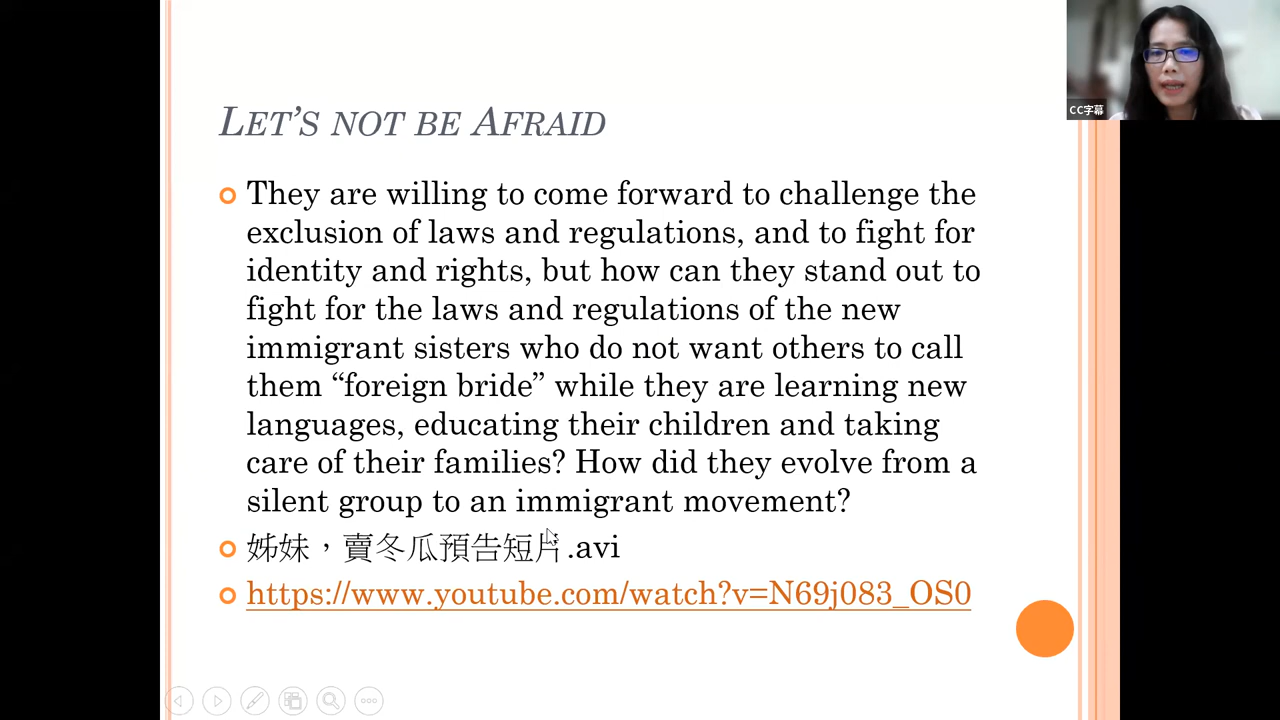 LET'S NOT BE AFRAID
They are willing to come forward to challenge the
exclusion of laws and regulations, and to fight for
identity and rights, but how can they stand out to
fight for the laws and regulations of the new
immigrant sisters who do not want others to call
them “foreign bride” while they are learning new
languages, educating their children and taking
care of their families? How did they evolve from a
silent group to an immigrant movement?
姊妹，賣冬瓜預告短片.avi
https://www.youtube.com/watch?v=N69j083_OS0
CC字幕